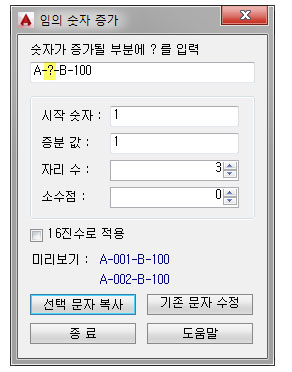 임의 숫자 증가
숫자가 증가될 부분에 ? 를 입력
A-?-B-100
시작 숫자 : 1
증분 값 : 1
자리 수 : 3
소수점 : 0
16진수로 적용
미리보기 : A-001-B-100
A-002-B-100
선택 문자 복사 기존 문자 수정
종 료 도움말